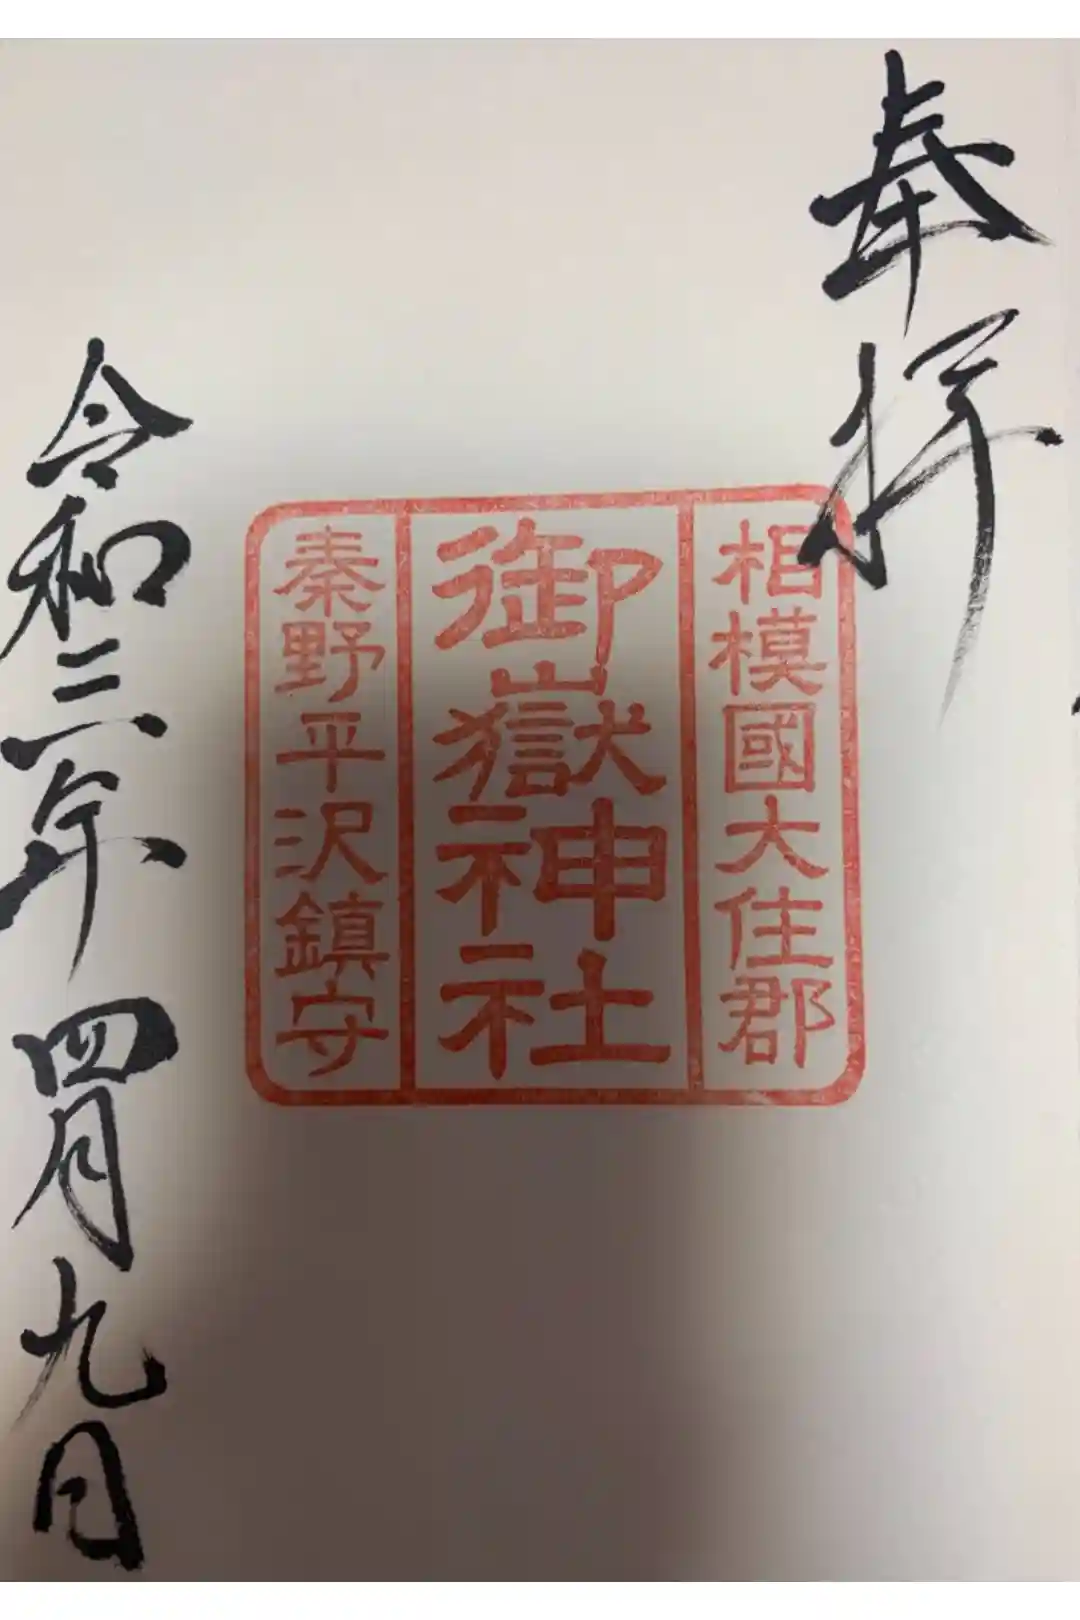 奉拝
相模國大住郡
御嶽神社
秦野平沢鎮守
令和三年四月九日